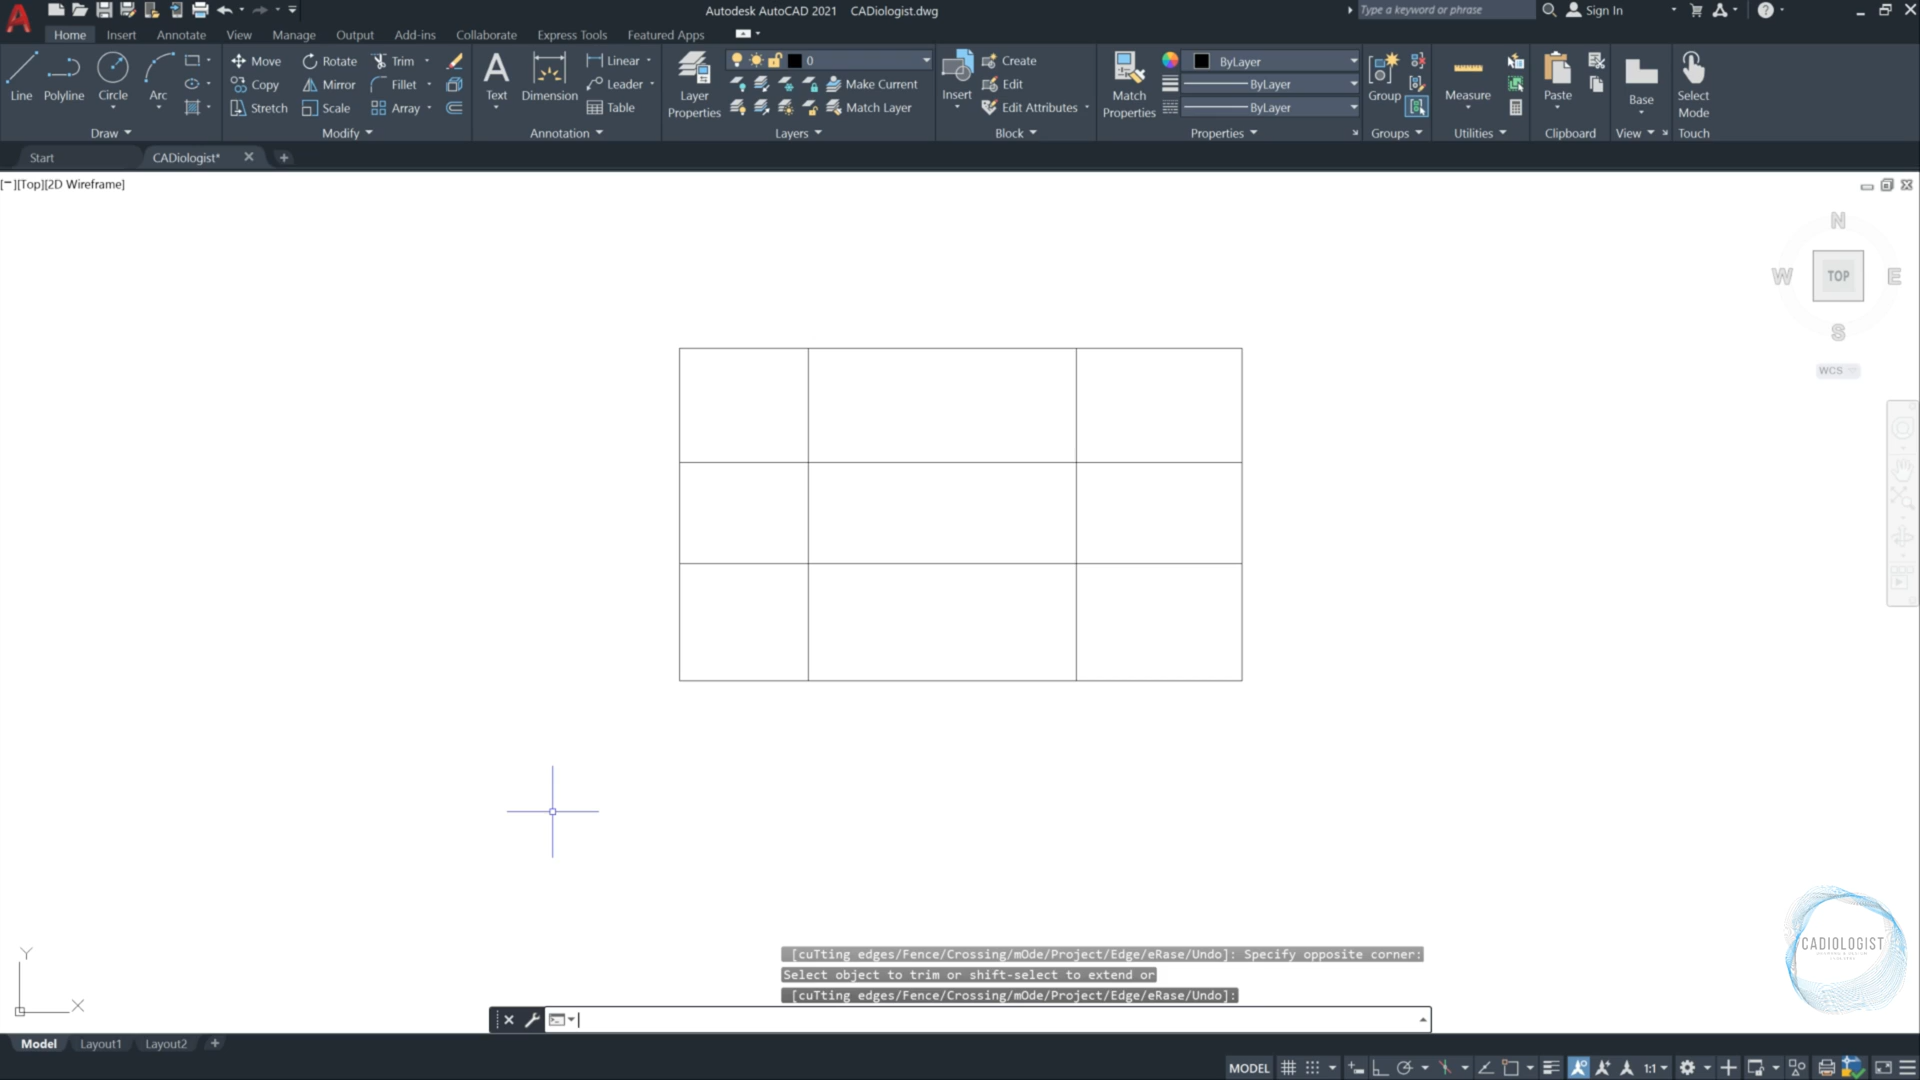 Autodesk AutoCAD 2021 CADiologist.dwg
Type a keyword or phrase
Sign In
Home Insert Annotate View Manage Output Add-ins Collaborate Express Tools Featured Apps
Line Polyline Circle Arc
Move Rotate Trim
Copy Mirror Fillet
Stretch Scale Array
Text Dimension
Linear
Leader
Table
Layer Properties
0
Make Current
Match Layer
Insert
Create
Edit
Edit Attributes
Match Properties
ByLayer
ByLayer
ByLayer
Group
Measure
Paste
Base
Select Mode
Draw Modify Annotation Layers Block Properties Groups Utilities Clipboard View Touch
Start CADiologist*
[−][Top][2D Wireframe]
N
W TOP E
S
WCS
CADIOLOGIST
Y
X
[cuTting edges/Fence/Crossing/mOde/Project/Edge/eRase/Undo]: Specify opposite corner:
Select object to trim or shift-select to extend or
[cuTting edges/Fence/Crossing/mOde/Project/Edge/eRase/Undo]:
Model Layout1 Layout2
MODEL 1:1